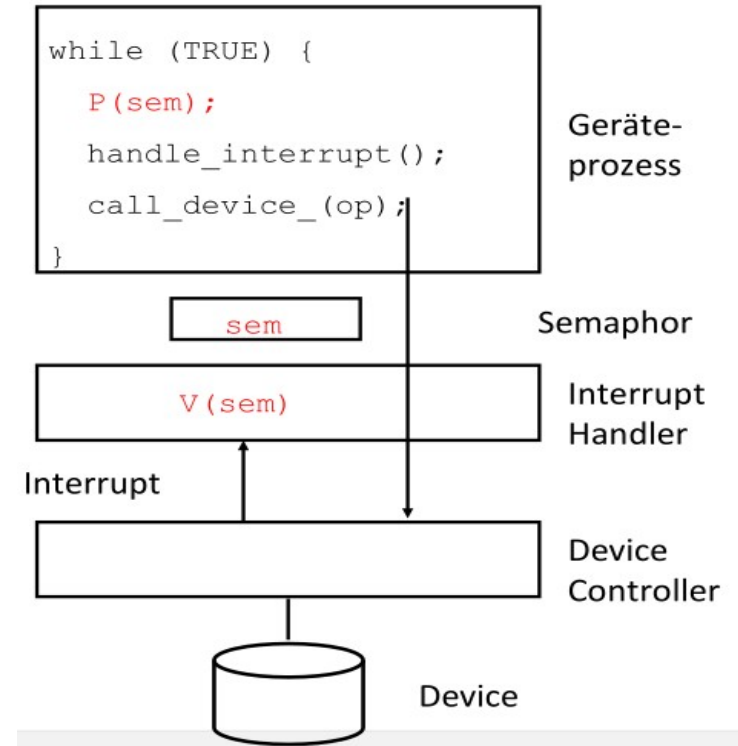 while (TRUE) {
P(sem);
handle_interrupt();
call_device_(op);
}
Geräte-
prozess
sem
Semaphor
V(sem)
Interrupt
Handler
Interrupt
Device
Controller
Device